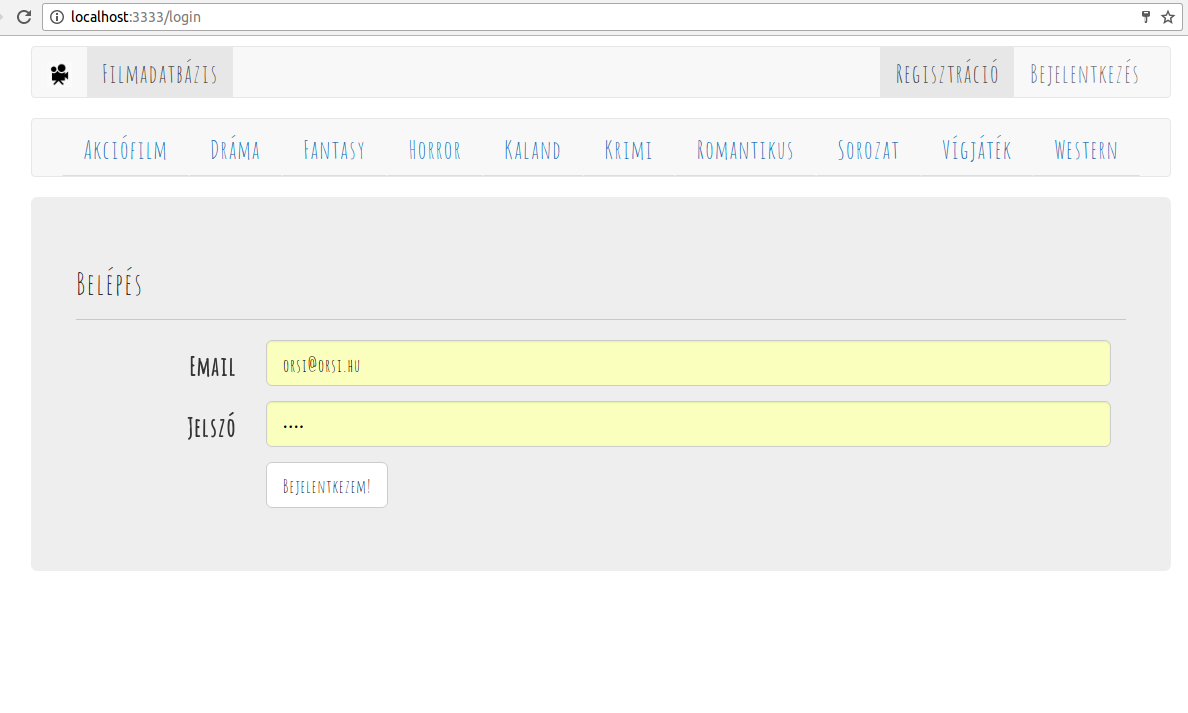 localhost:3333/login
Filmadatbázis Regisztráció Bejelentkezés
Akciófilm Dráma Fantasy Horror Kaland Krimi Romantikus Sorozat Vígjáték Western
Belépés
Email orsi@orsi.hu
Jelszó ....
Bejelentkezem!